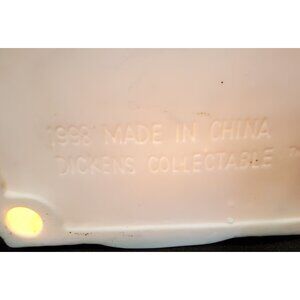 '1998' MADE IN CHINA
DICKENS COLLECTABLE